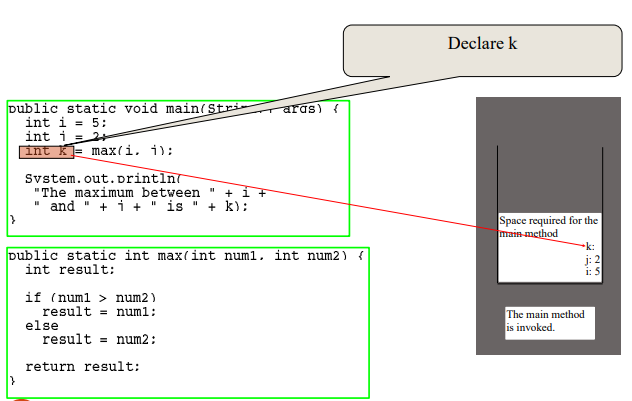 Declare k
public static void main(String[] args) {
int i = 5;
int j = 2;
int k = max(i, j);
System.out.println(
"The maximum between " + i +
" and " + j + " is " + k);
}
public static int max(int num1, int num2) {
int result;
if (num1 > num2)
result = num1;
else
result = num2;
return result;
}
Space required for the
main method
k:
j: 2
i: 5
The main method
is invoked.